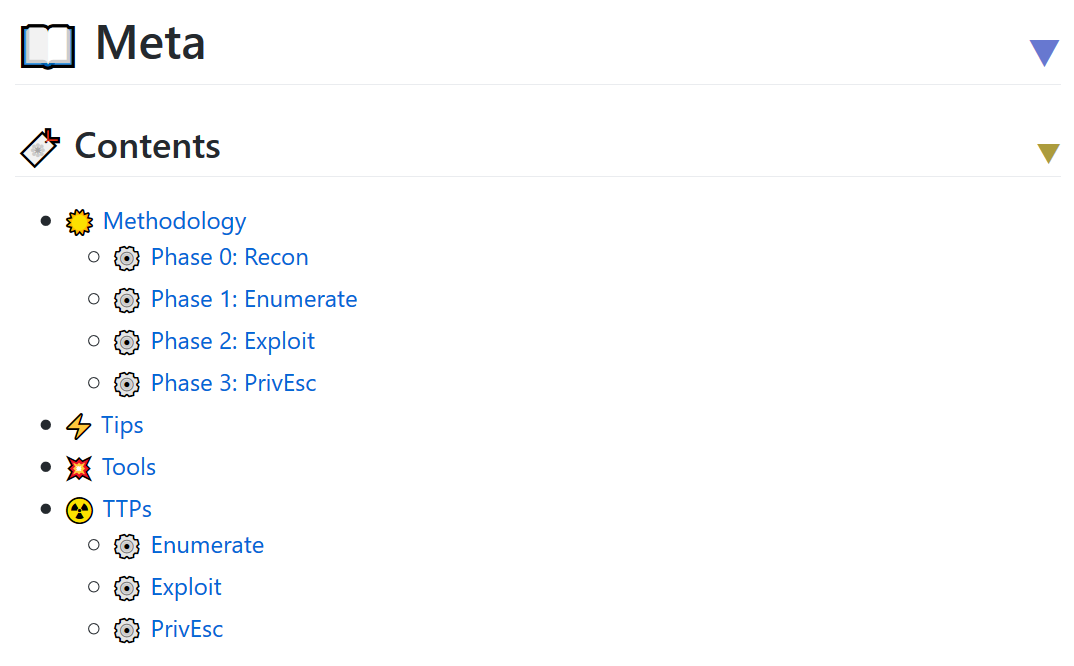 Meta
Contents
Methodology
Phase 0: Recon
Phase 1: Enumerate
Phase 2: Exploit
Phase 3: PrivEsc
Tips
Tools
TTPs
Enumerate
Exploit
PrivEsc